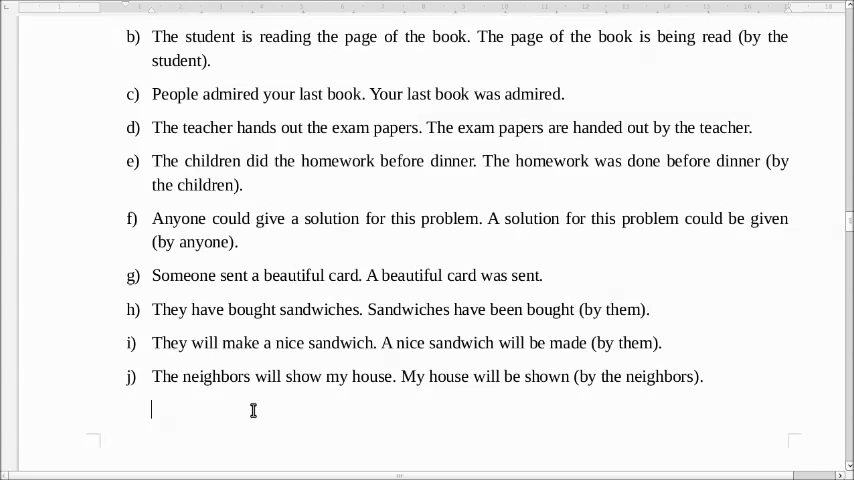 b) The student is reading the page of the book. The page of the book is being read (by the
student).
c) People admired your last book. Your last book was admired.
d) The teacher hands out the exam papers. The exam papers are handed out by the teacher.
e) The children did the homework before dinner. The homework was done before dinner (by
the children).
f) Anyone could give a solution for this problem. A solution for this problem could be given
(by anyone).
g) Someone sent a beautiful card. A beautiful card was sent.
h) They have bought sandwiches. Sandwiches have been bought (by them).
i) They will make a nice sandwich. A nice sandwich will be made (by them).
j) The neighbors will show my house. My house will be shown (by the neighbors).